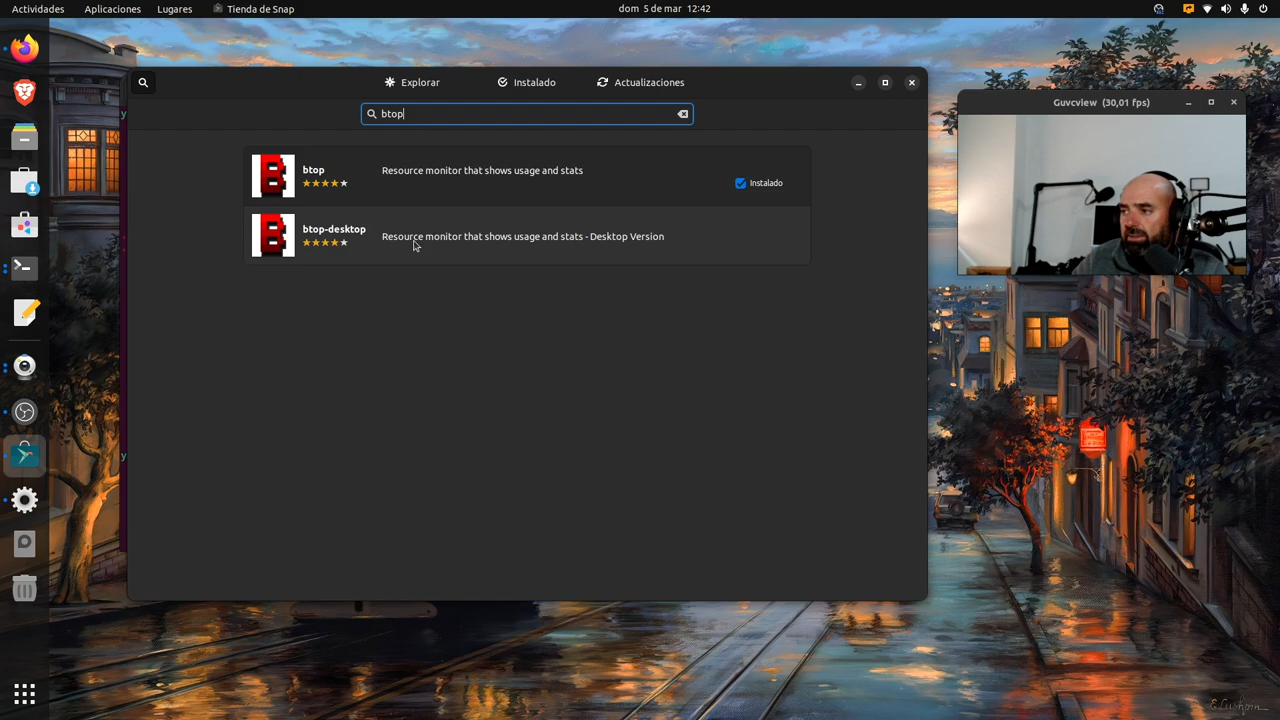 Actividades Aplicaciones Lugares Tienda de Snap dom 5 de mar 12:42
Explorar Instalado Actualizaciones
Guvcview (30,01 fps)
btop
btop Resource monitor that shows usage and stats
Instalado
btop-desktop Resource monitor that shows usage and stats - Desktop Version